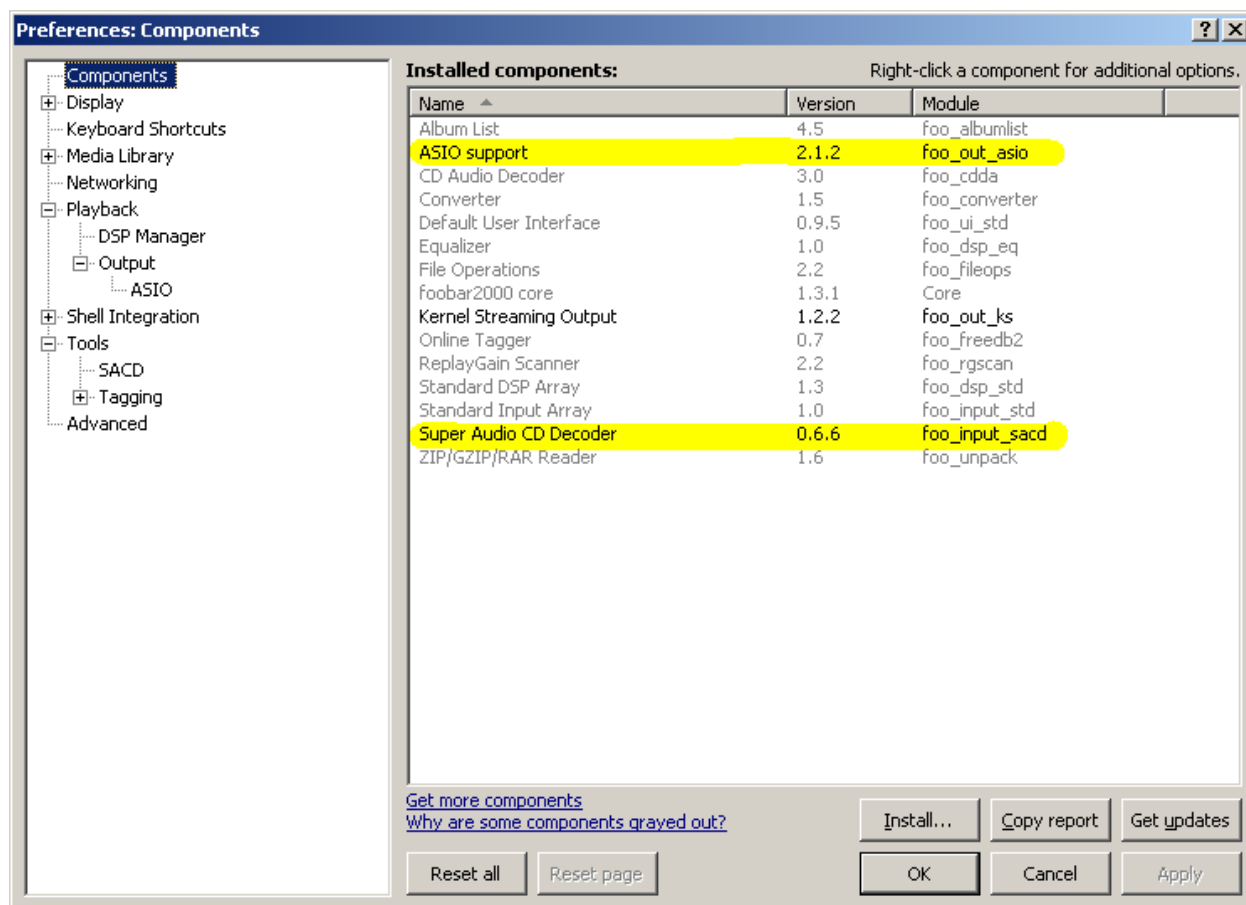 Preferences: Components
Components
Display
Keyboard Shortcuts
Media Library
Networking
Playback
DSP Manager
Output
ASIO
Shell Integration
Tools
SACD
Tagging
Advanced
Installed components: Right-click a component for additional options.
Name Version Module
Album List 4.5 foo_albumlist
ASIO support 2.1.2 foo_out_asio
CD Audio Decoder 3.0 foo_cdda
Converter 1.5 foo_converter
Default User Interface 0.9.5 foo_ui_std
Equalizer 1.0 foo_dsp_eq
File Operations 2.2 foo_fileops
foobar2000 core 1.3.1 Core
Kernel Streaming Output 1.2.2 foo_out_ks
Online Tagger 0.7 foo_freedb2
ReplayGain Scanner 2.2 foo_rgscan
Standard DSP Array 1.3 foo_dsp_std
Standard Input Array 1.0 foo_input_std
Super Audio CD Decoder 0.6.6 foo_input_sacd
ZIP/GZIP/RAR Reader 1.6 foo_unpack
Get more components
Why are some components grayed out?
Install... Copy report Get updates
Reset all Reset page OK Cancel Apply